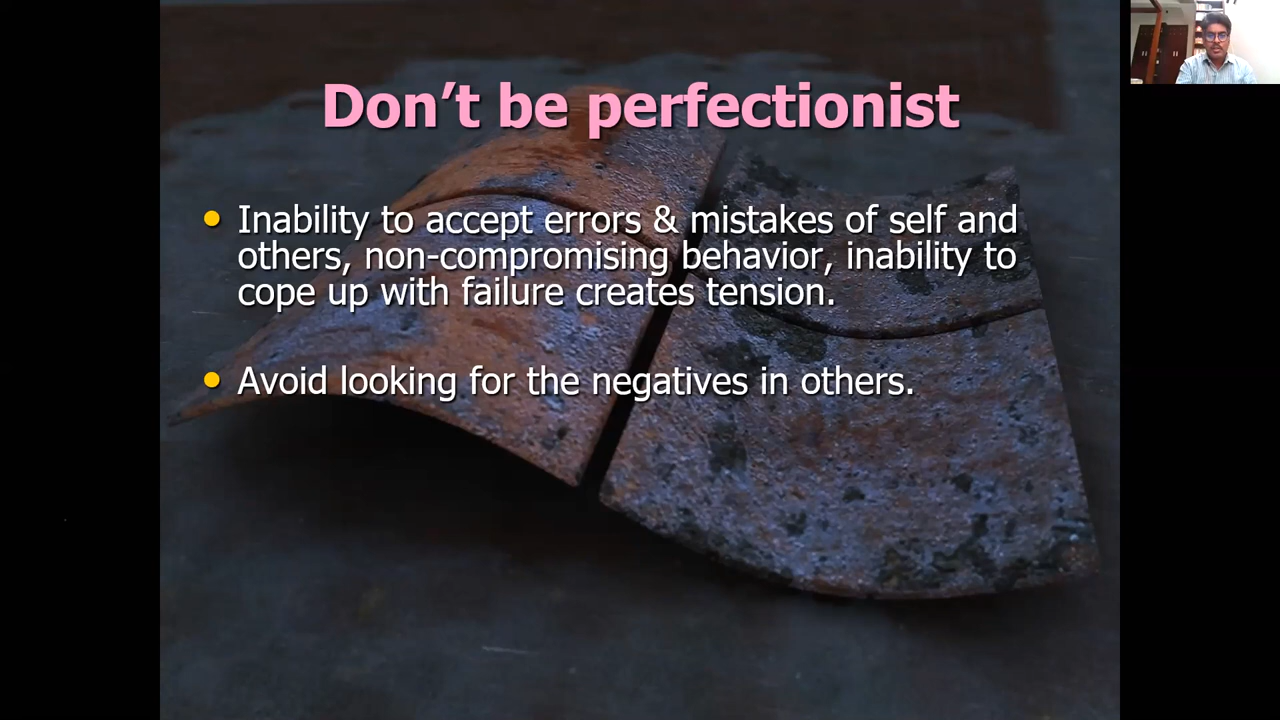 Don’t be perfectionist
Inability to accept errors & mistakes of self and
others, non-compromising behavior, inability to
cope up with failure creates tension.
Avoid looking for the negatives in others.